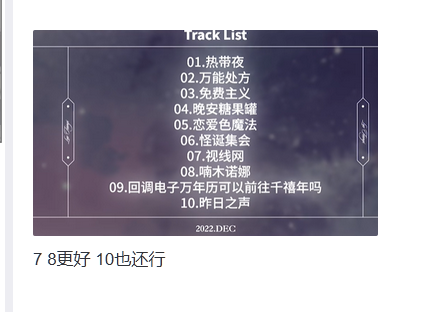 Track List
01.热带夜
02.万能处方
03.免费主义
04.晚安糖果罐
05.恋爱色魔法
06.怪诞集会
07.视线网
08.喃木诺娜
09.回调电子万年历可以前往千禧年吗
10.昨日之声
2022.DEC
7 8更好 10也还行